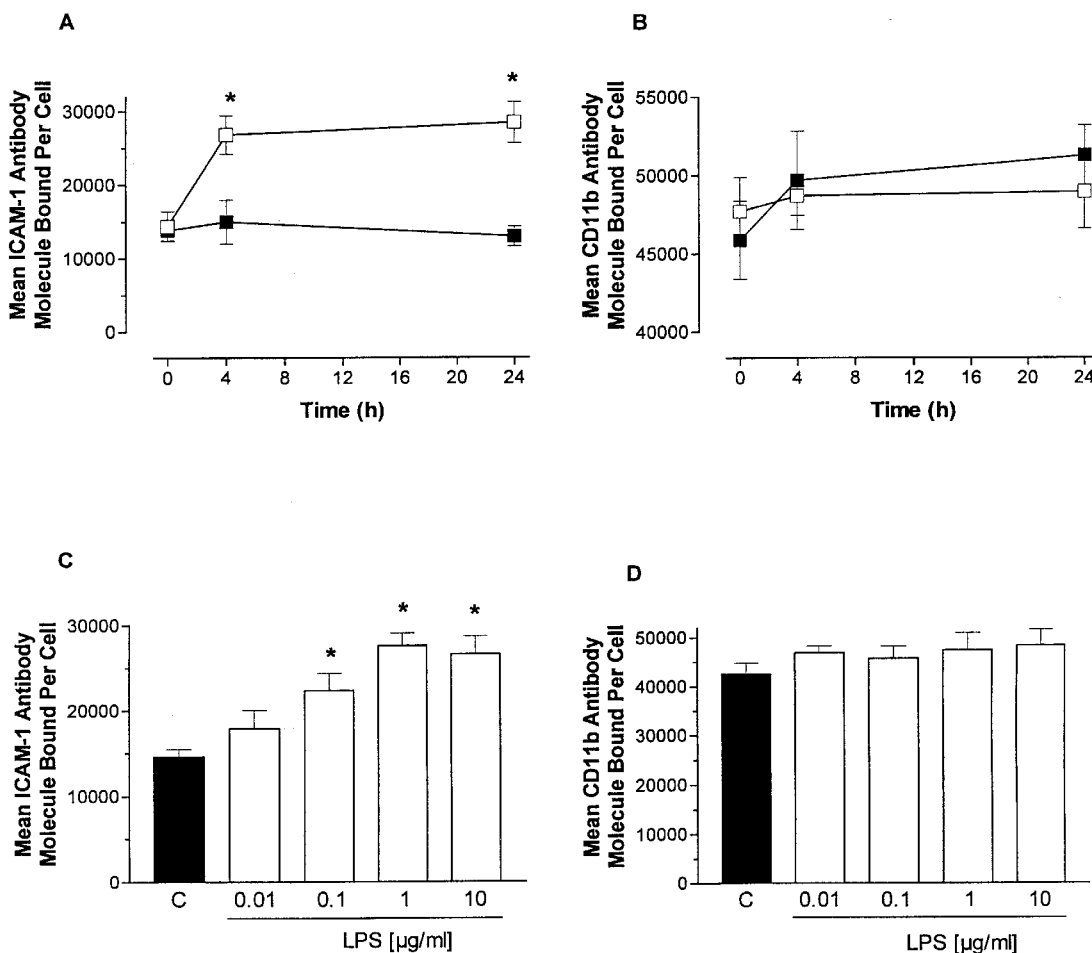 A
Mean ICAM-1 Antibody
Molecule Bound Per Cell
30000
20000
10000
0
*
*
0 4 8 12 16 20 24
Time (h)
B
Mean CD11b Antibody
Molecule Bound Per Cell
55000
50000
45000
40000
0 4 8 12 16 20 24
Time (h)
C
Mean ICAM-1 Antibody
Molecule Bound Per Cell
30000
20000
10000
0
*
*
*
C 0.01 0.1 1 10
LPS [µg/ml]
D
Mean CD11b Antibody
Molecule Bound Per Cell
50000
40000
30000
20000
10000
0
C 0.01 0.1 1 10
LPS [µg/ml]